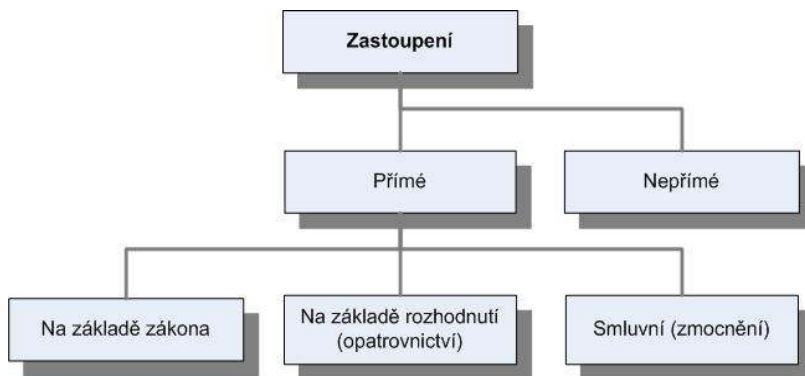 Zastoupení
Přímé
Nepřímé
Na základě zákona
Na základě rozhodnutí
(opatrovnictví)
Smluvní (zmocnění)